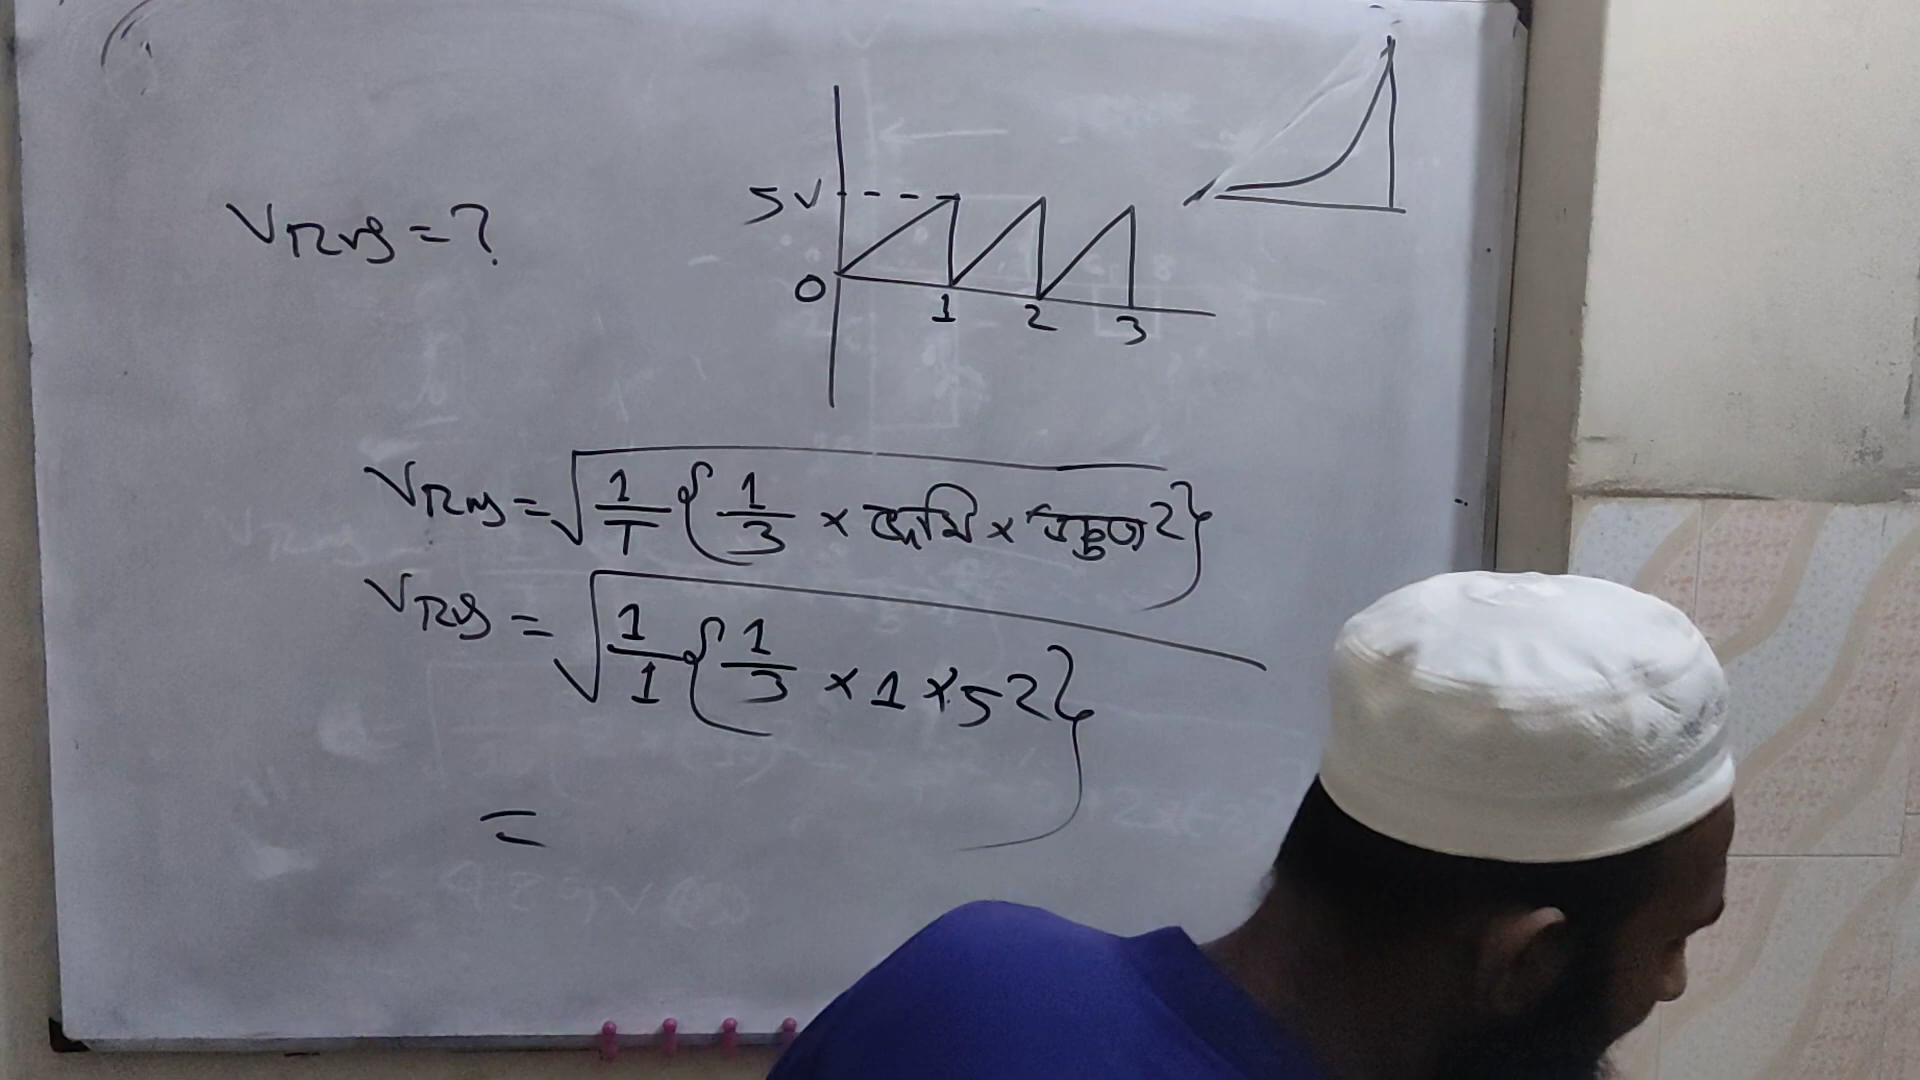 5V
Vrms = ?
0
1 2 3
Vrms = √ 1/T { 1/3 × ভূমি × উচ্চতা² }
Vrms = √ 1/1 { 1/3 × 1 × 5² }
=